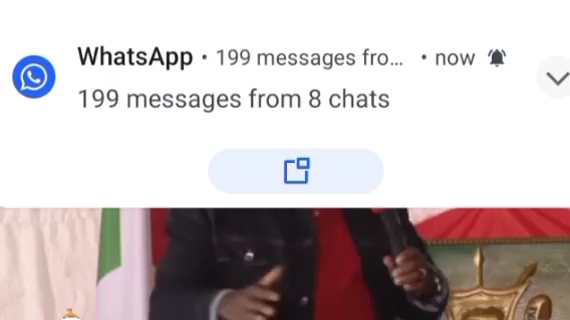 WhatsApp • 199 messages fro... • now
199 messages from 8 chats